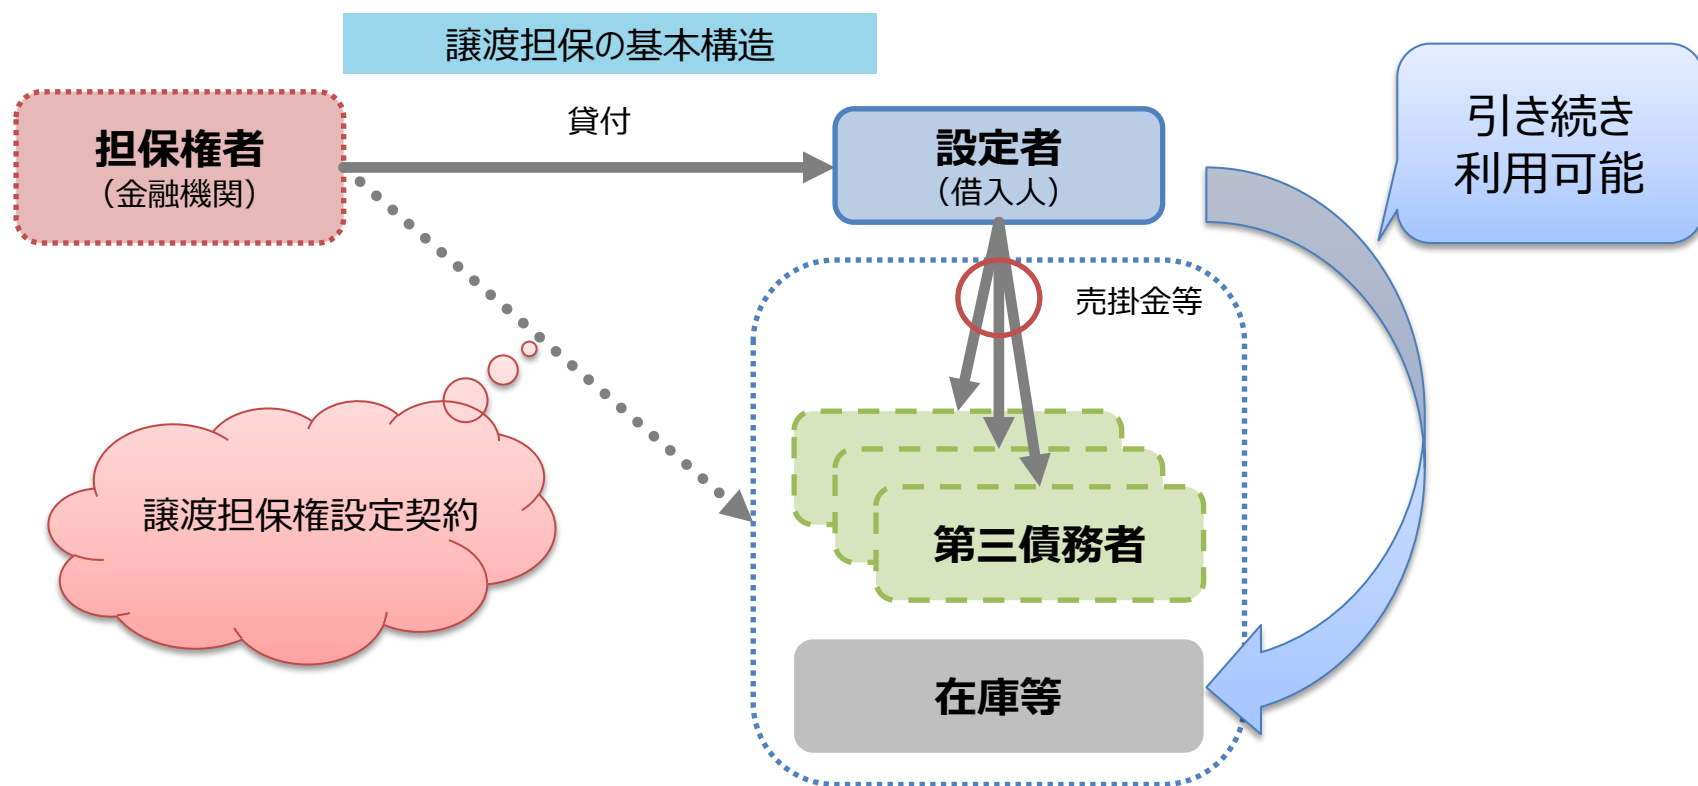 譲渡担保の基本構造
担保権者
（金融機関）
貸付
設定者
（借入人）
引き続き
利用可能
売掛金等
譲渡担保権設定契約
第三債務者
在庫等